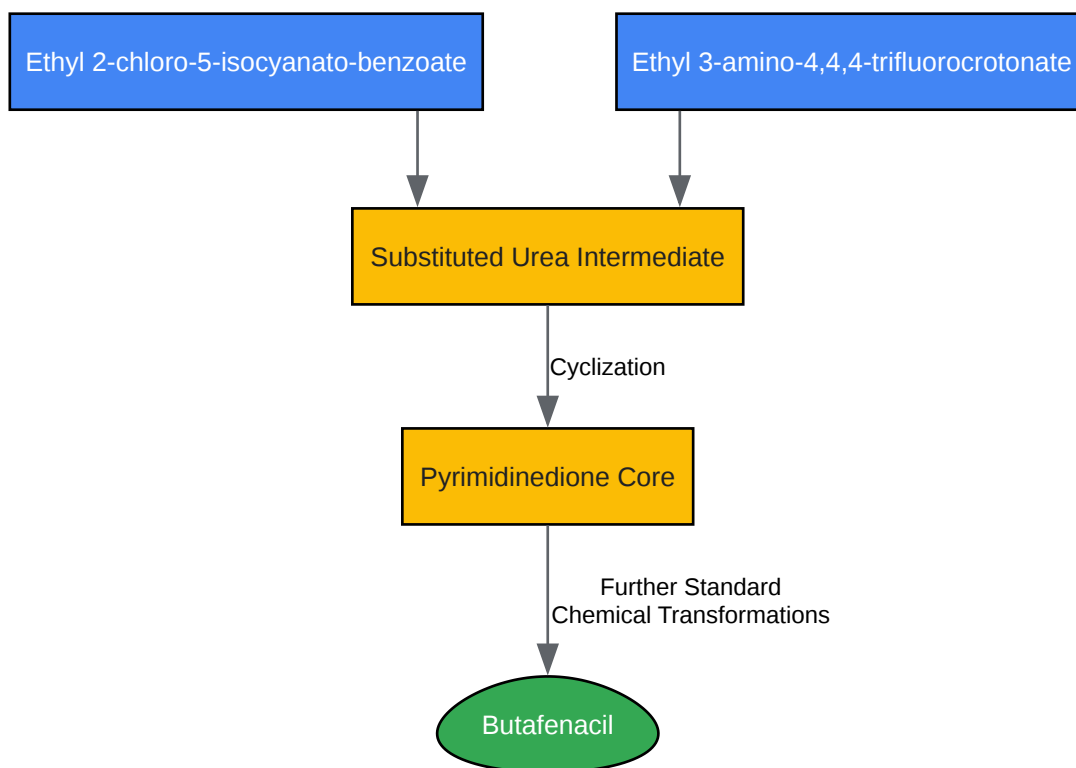 Ethyl 2-chloro-5-isocyanato-benzoate
Ethyl 3-amino-4,4,4-trifluorocrotonate
Substituted Urea Intermediate
Cyclization
Pyrimidinedione Core
Further Standard
Chemical Transformations
Butafenacil